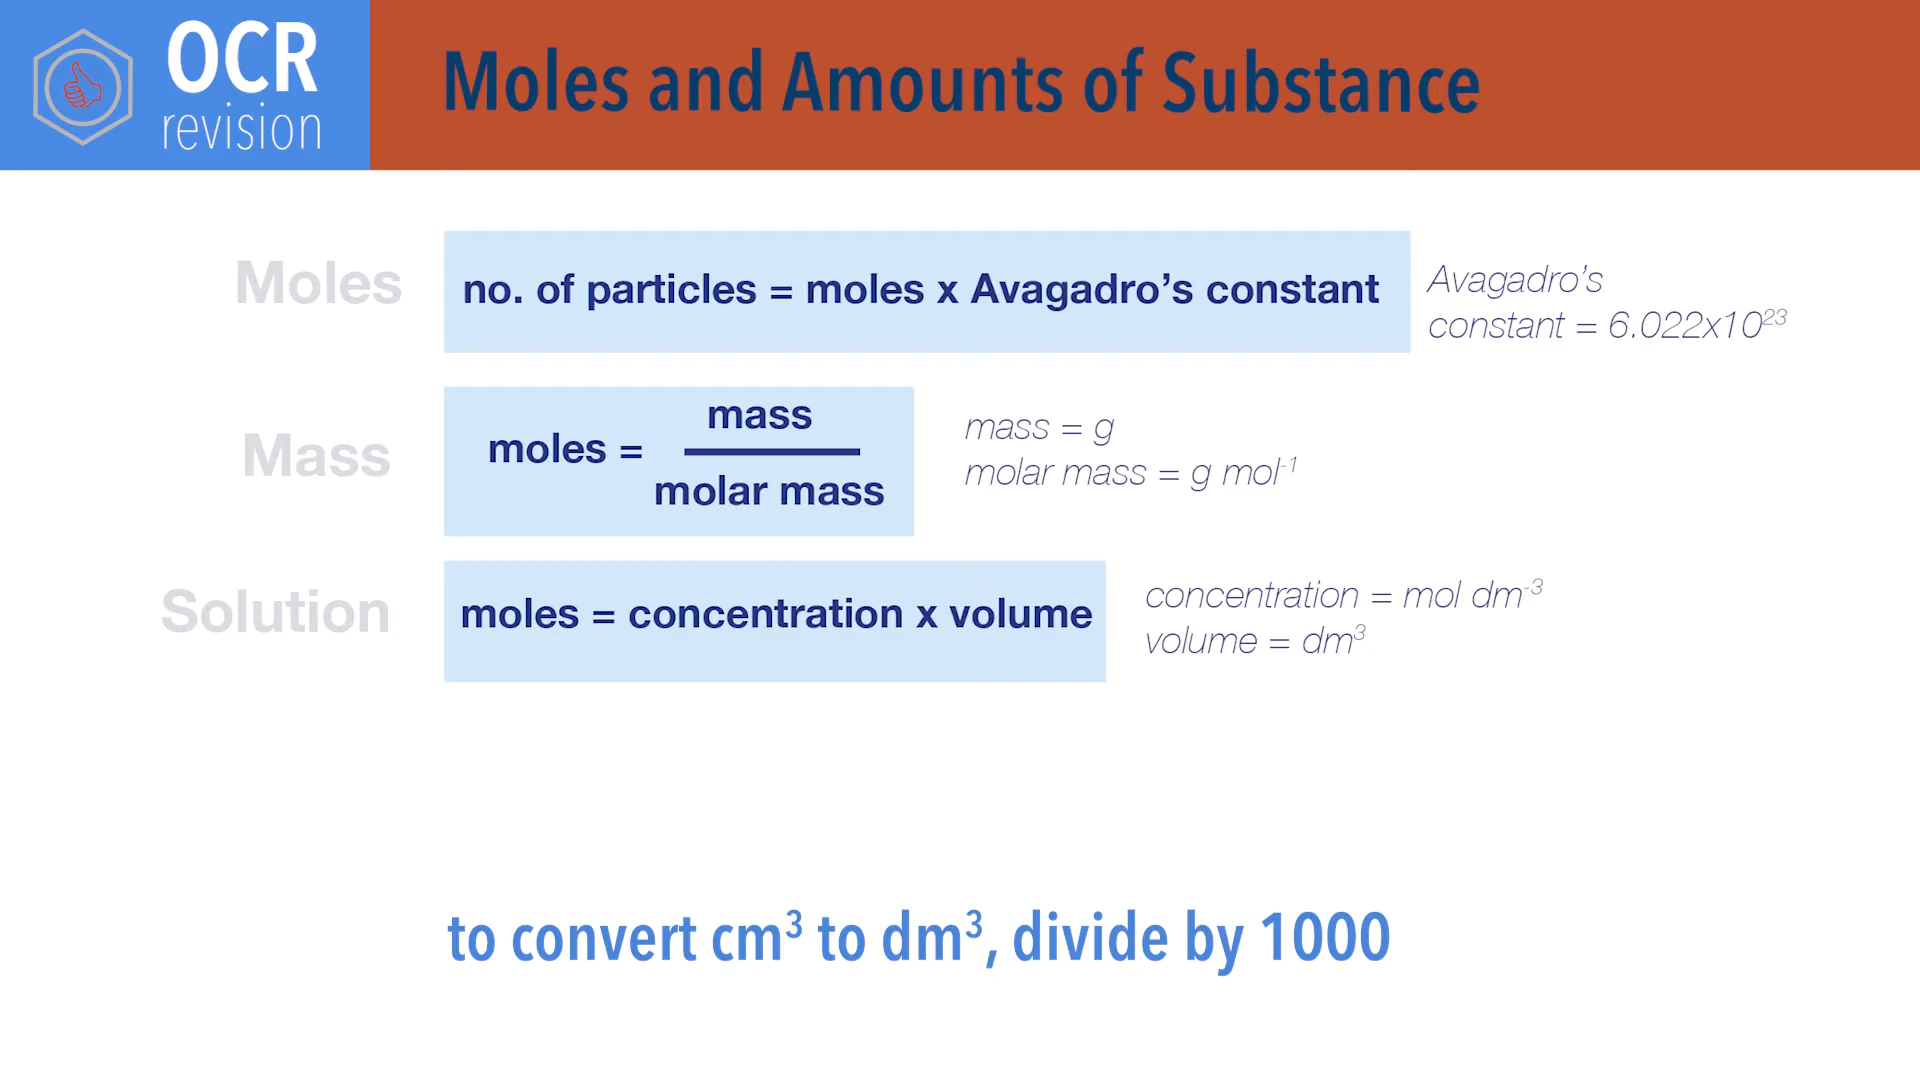 OCR
revision
Moles and Amounts of Substance
Moles
no. of particles = moles x Avagadro’s constant
Avagadro’s
constant = 6.022x10²³
Mass
moles = mass
molar mass
mass = g
molar mass = g mol⁻¹
Solution
moles = concentration x volume
concentration = mol dm⁻³
volume = dm³
to convert cm³ to dm³, divide by 1000